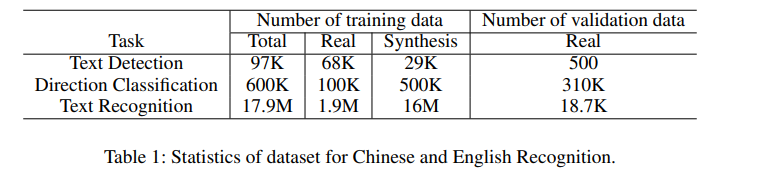 Number of training data Number of validation data
Task Total Real Synthesis Real
Text Detection 97K 68K 29K 500
Direction Classification 600K 100K 500K 310K
Text Recognition 17.9M 1.9M 16M 18.7K
Table 1: Statistics of dataset for Chinese and English Recognition.